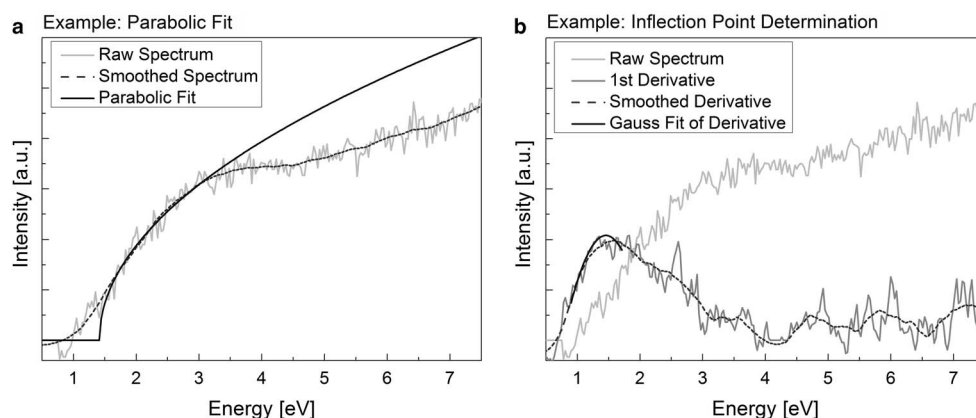 a
Example: Parabolic Fit
Raw Spectrum
Smoothed Spectrum
Parabolic Fit
Intensity [a.u.]
1 2 3 4 5 6 7
Energy [eV]
b
Example: Inflection Point Determination
Raw Spectrum
1st Derivative
Smoothed Derivative
Gauss Fit of Derivative
Intensity [a.u.]
1 2 3 4 5 6 7
Energy [eV]